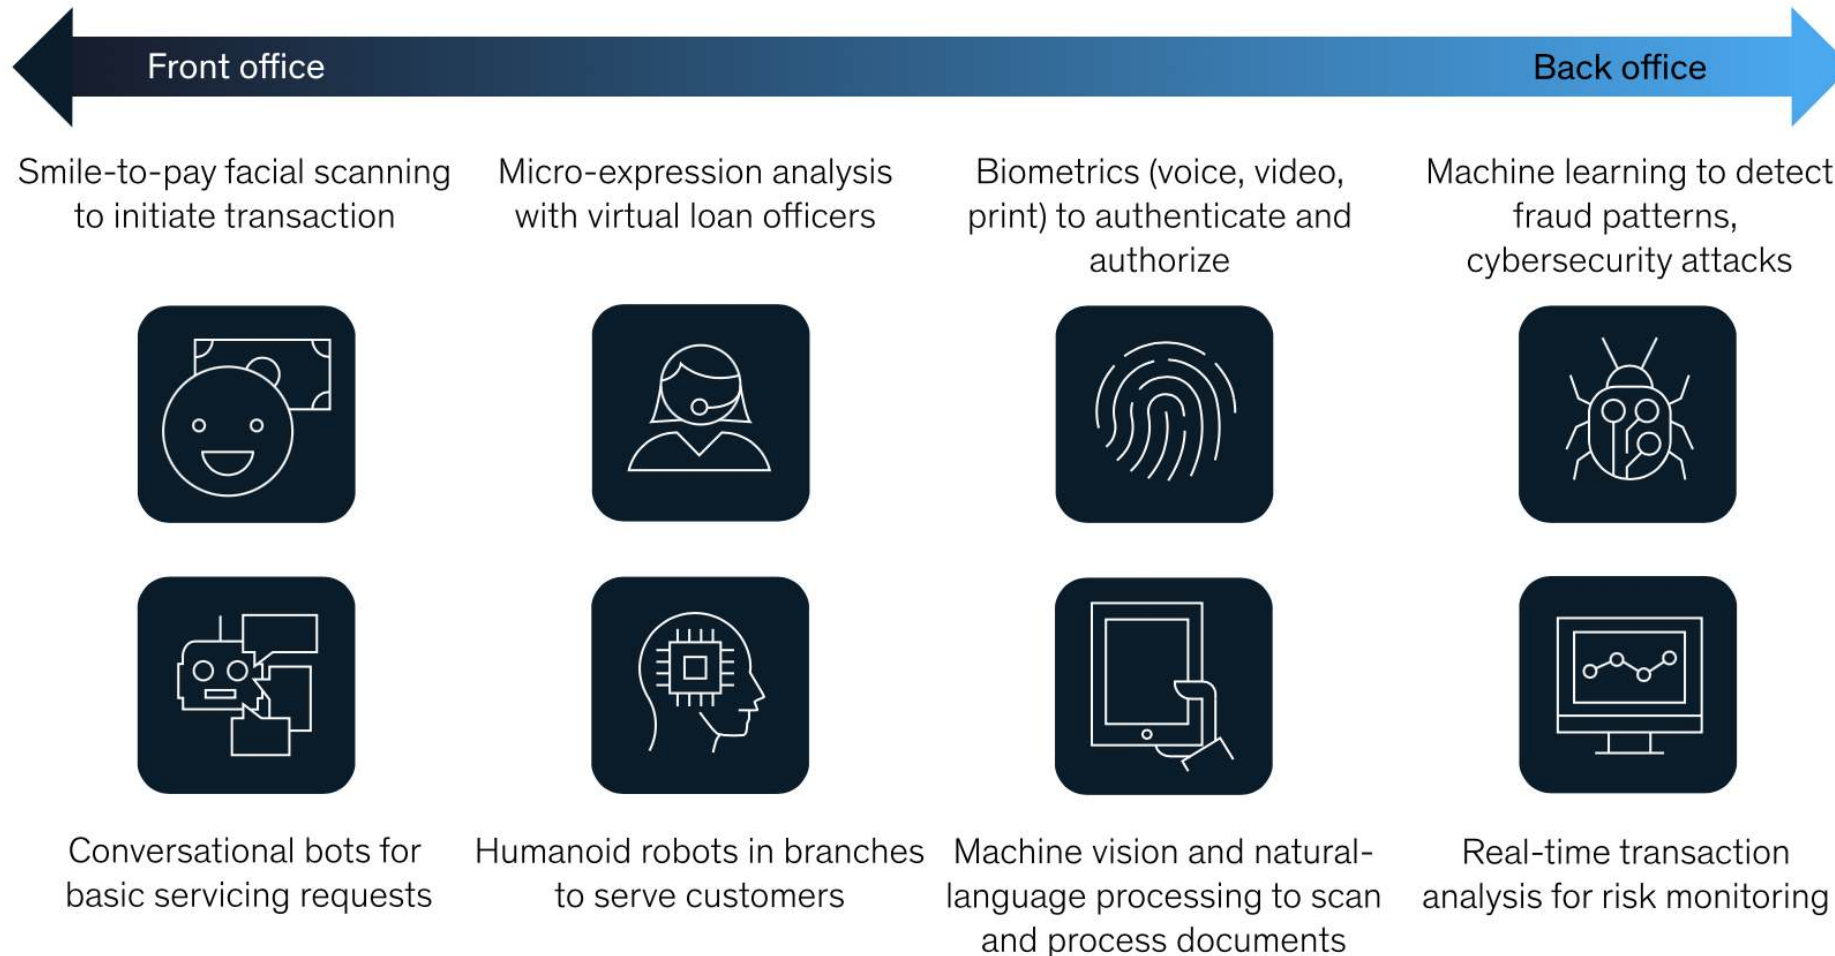 Front office
Back office
Smile-to-pay facial scanning
to initiate transaction
Micro-expression analysis
with virtual loan officers
Biometrics (voice, video,
print) to authenticate and
authorize
Machine learning to detect
fraud patterns,
cybersecurity attacks
Conversational bots for
basic servicing requests
Humanoid robots in branches
to serve customers
Machine vision and natural-
language processing to scan
and process documents
Real-time transaction
analysis for risk monitoring